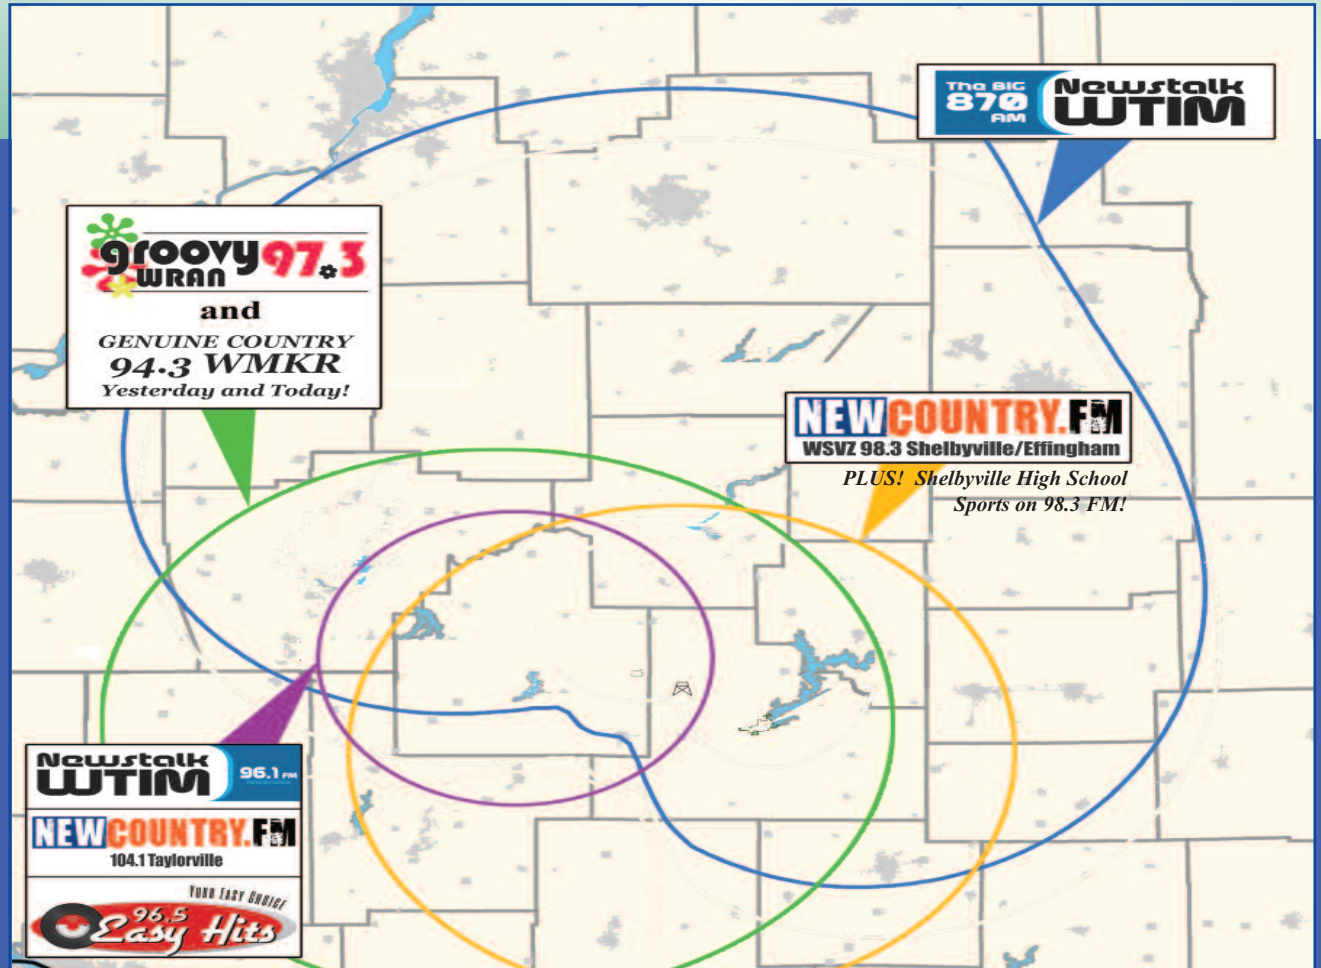 The BIG
870
AM
Newstalk
WTIM
groovy 97.3
WRAN
and
GENUINE COUNTRY
94.3 WMKR
Yesterday and Today!
NEWCOUNTRY.FM
WSVZ 98.3 Shelbyville/Effingham
PLUS! Shelbyville High School
Sports on 98.3 FM!
Newstalk
WTIM
96.1 FM
NEWCOUNTRY.FM
104.1 Taylorville
YOUR EASY CHOICE
96.5
Easy Hits